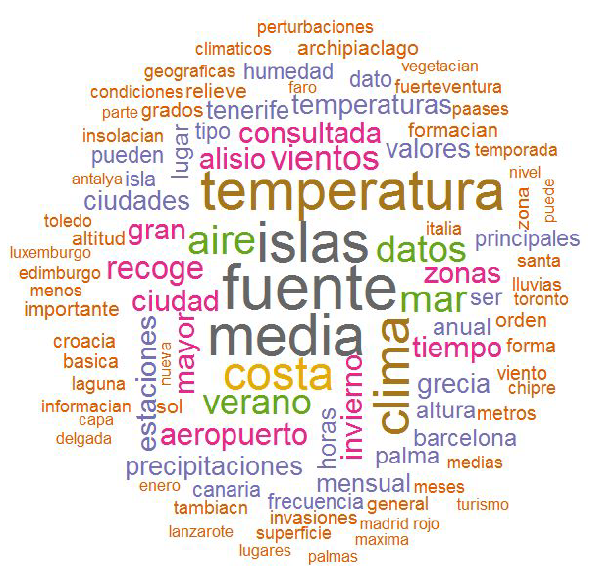 perturbaciones
climaticos archipiaclago
geograficas humedad vegetacian
condiciones relieve faro dato fuerteventura
parte grados tenerife temperaturas paases
insolacian lugar tipo consultada formacian
pueden alisio vientos valores temporada
antalya isla nivel
ciudades temperatura zona puede
toledo gran italia
altitud aire islas datos principales
luxemburgo santa
edimburgo recoge fuente zonas
menos ciudad mar ser lluvias
importante toronto
mayor media clima anual orden
croacia estaciones tiempo forma
basica nueva costa invierno viento
laguna grecia chipre
informacian sol verano altura metros
capa
delgada aeropuerto horas barcelona
precipitaciones palma medias
enero canaria mensual meses
tambiacn frecuencia general turismo
lanzarote invasiones madrid rojo
superficie maxima
lugares palmas